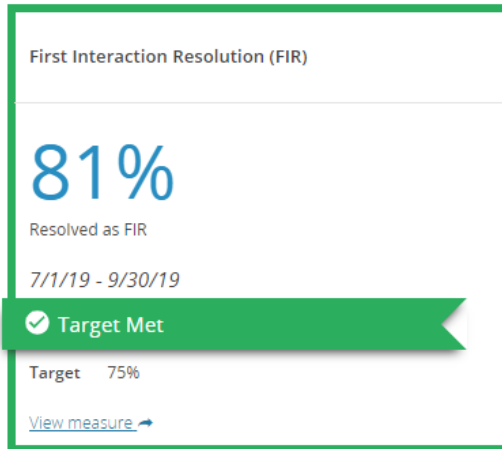 First Interaction Resolution (FIR)
81%
Resolved as FIR
7/1/19 - 9/30/19
Target Met
Target 75%
View measure